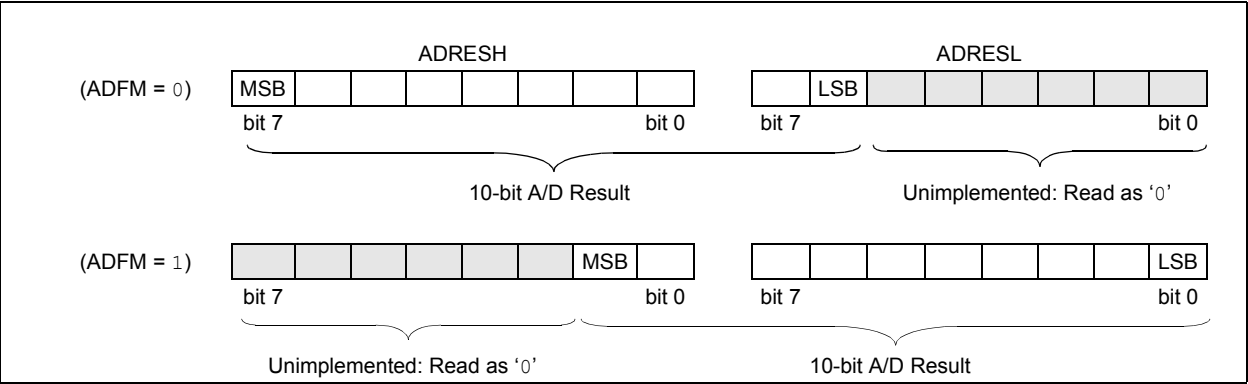 ADRESH ADRESL
(ADFM = 0) MSB LSB
bit 7 bit 0 bit 7 bit 0
10-bit A/D Result Unimplemented: Read as ‘0’
(ADFM = 1) MSB LSB
bit 7 bit 0 bit 7 bit 0
Unimplemented: Read as ‘0’ 10-bit A/D Result